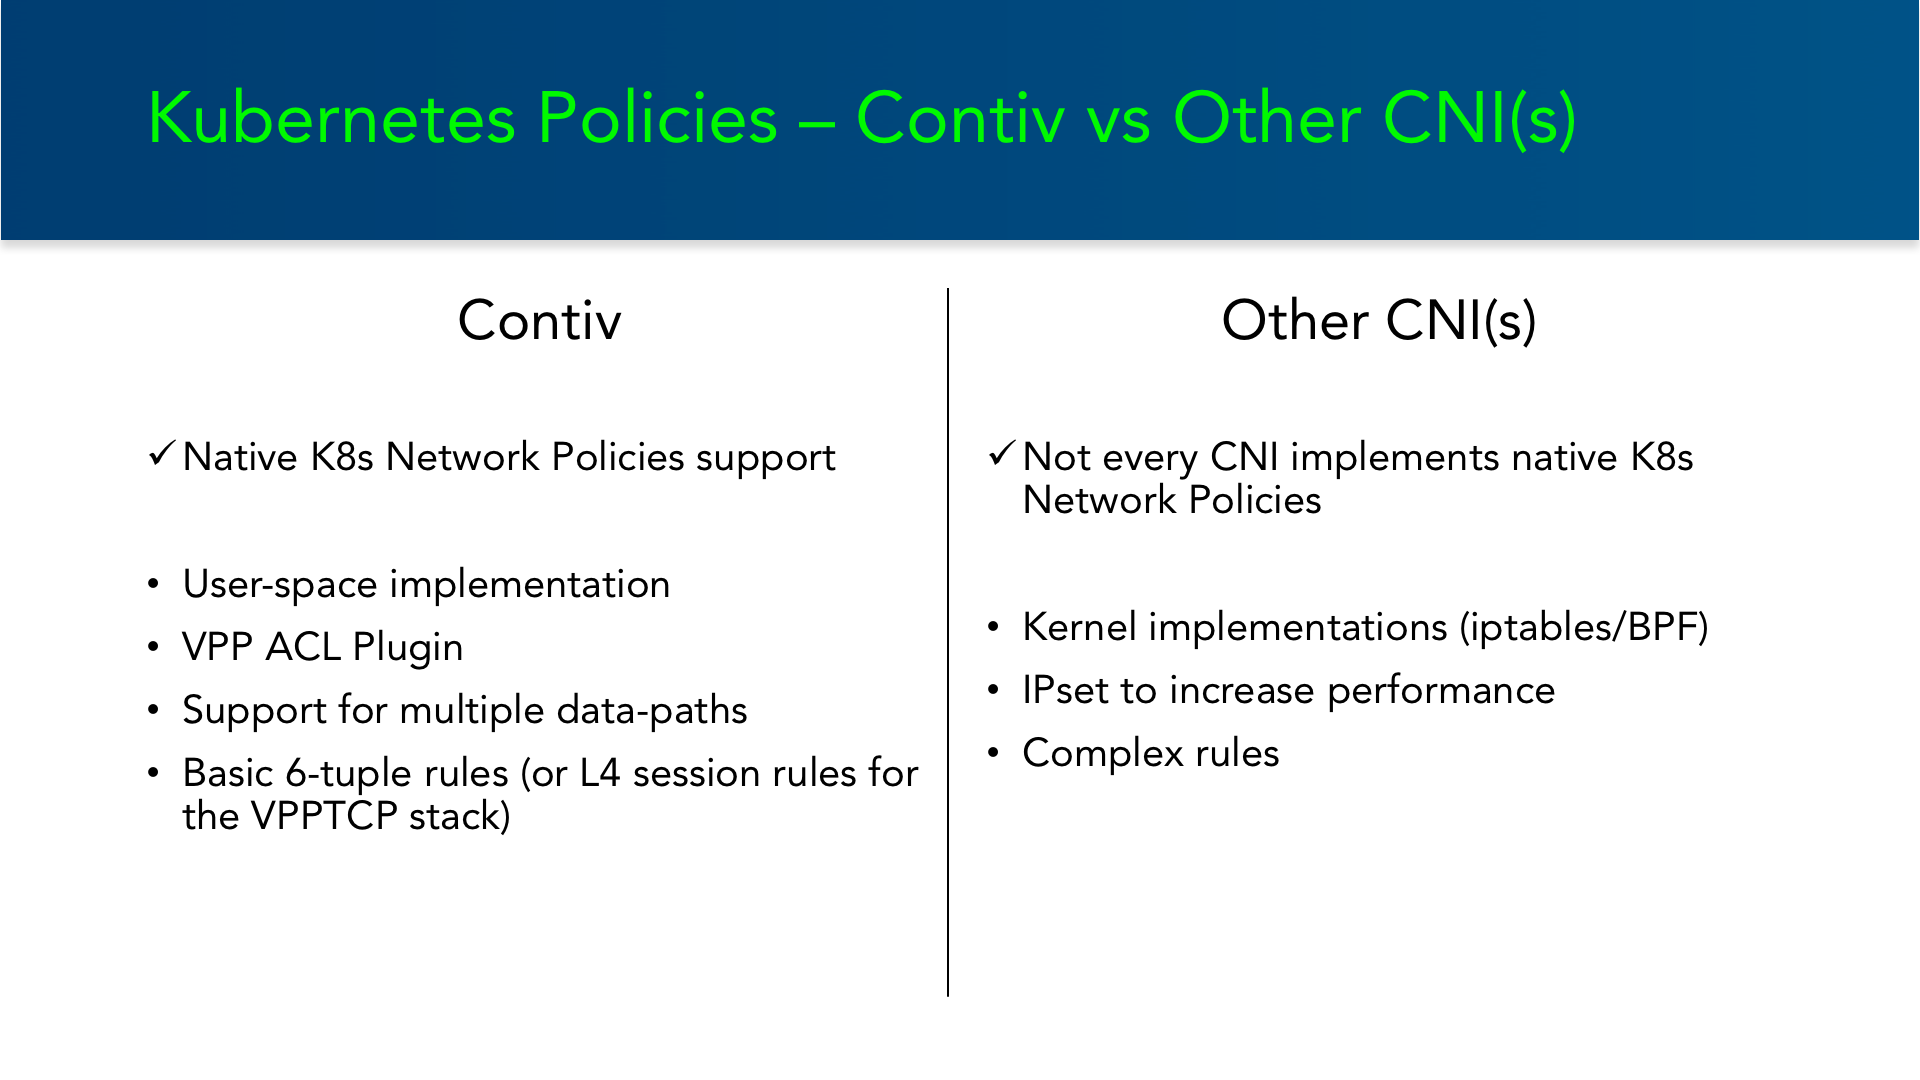 Kubernetes Policies – Contiv vs Other CNI(s)
Contiv
✓ Native K8s Network Policies support
• User-space implementation
• VPP ACL Plugin
• Support for multiple data-paths
• Basic 6-tuple rules (or L4 session rules for
the VPPTCP stack)
Other CNI(s)
✓ Not every CNI implements native K8s
Network Policies
• Kernel implementations (iptables/BPF)
• IPset to increase performance
• Complex rules